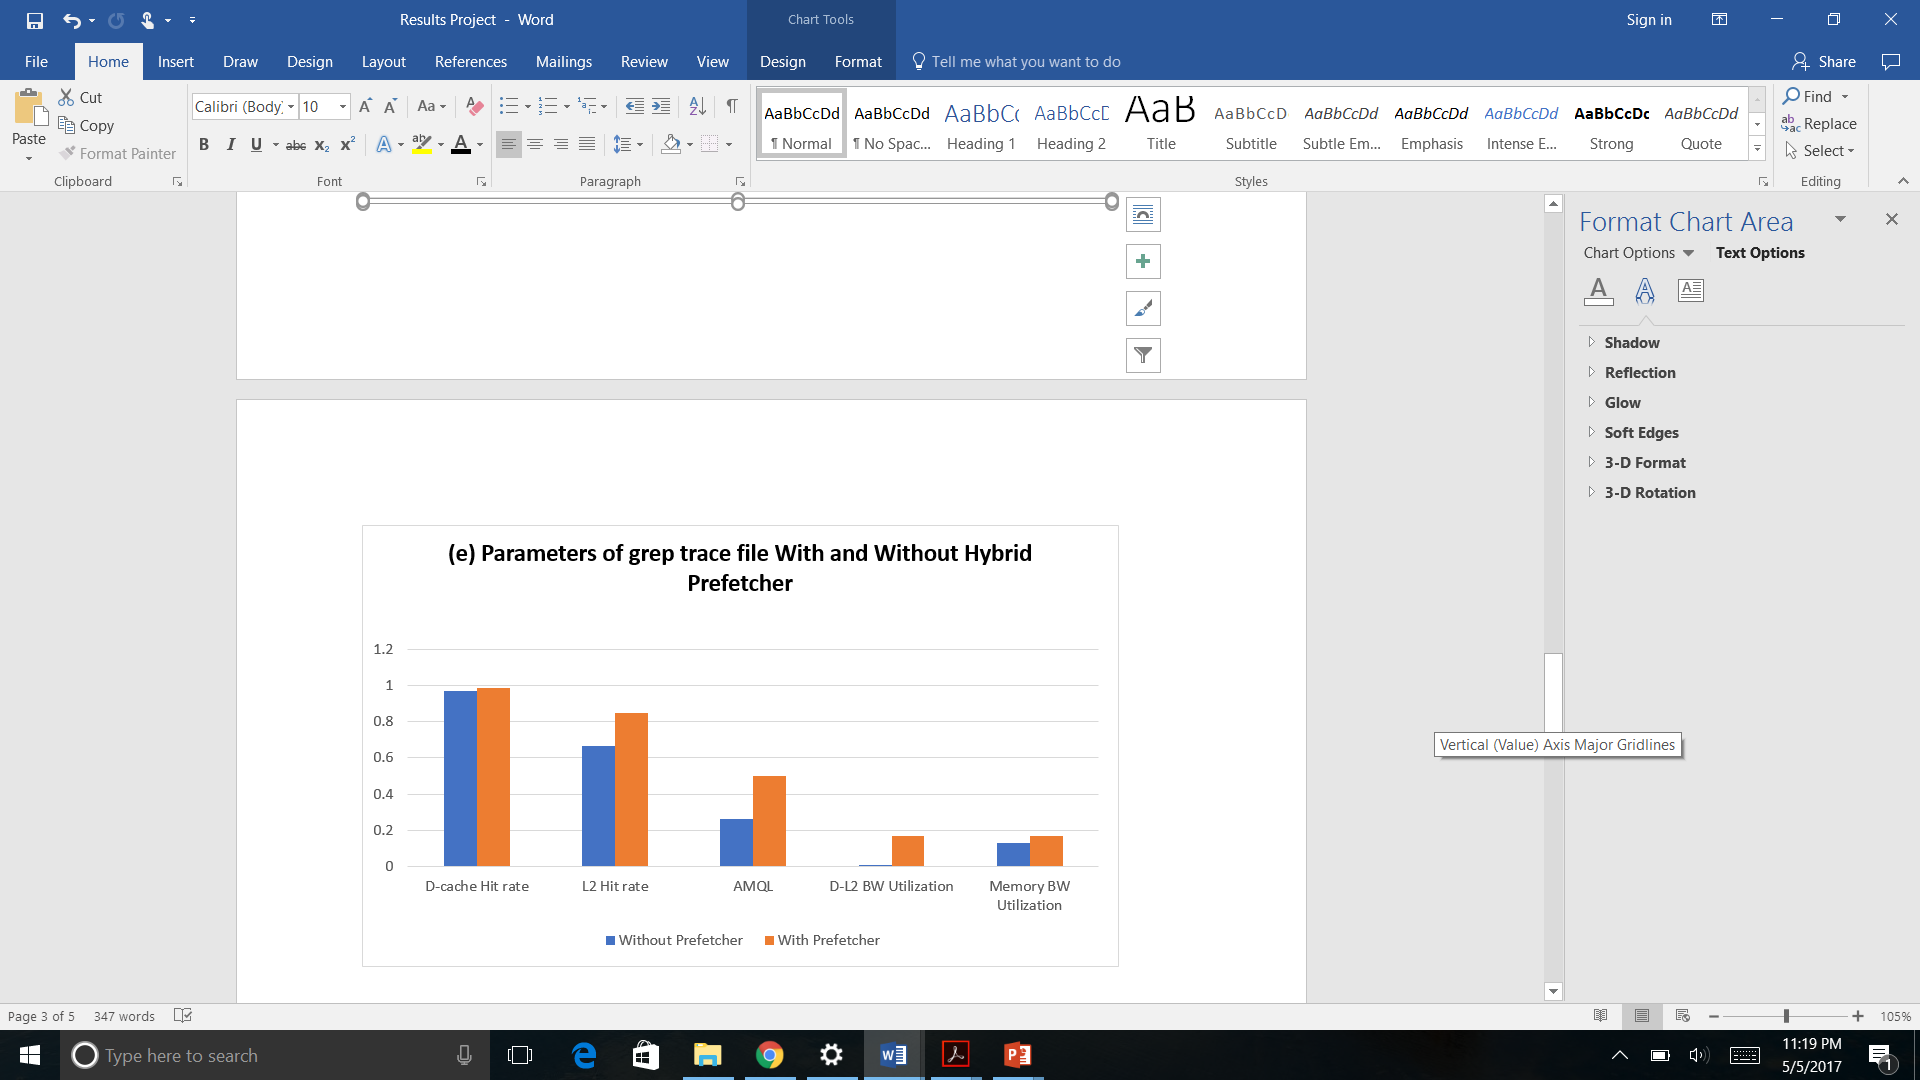 Results Project - Word
Chart Tools
Sign in
File
Home
Insert
Draw
Design
Layout
References
Mailings
Review
View
Design
Format
Tell me what you want to do
Share
Paste
Cut
Copy
Format Painter
Clipboard
Calibri (Body)
10
Aa
B I U abc x₂ x²
A
Font
Paragraph
AaBbCcDd
¶ Normal
AaBbCcDd
¶ No Spac...
AaBbCc
Heading 1
AaBbCcD
Heading 2
AaB
Title
AaBbCcD
Subtitle
AaBbCcDd
Subtle Em...
AaBbCcDd
Emphasis
AaBbCcDd
Intense E...
AaBbCcDc
Strong
AaBbCcDd
Quote
Styles
Find
Replace
Select
Editing
Format Chart Area
Chart Options
Text Options
Shadow
Reflection
Glow
Soft Edges
3-D Format
3-D Rotation
(e) Parameters of grep trace file With and Without Hybrid
Prefetcher
1.2
1
0.8
0.6
0.4
0.2
0
D-cache Hit rate
L2 Hit rate
AMQL
D-L2 BW Utilization
Memory BW
Utilization
Without Prefetcher
With Prefetcher
Vertical (Value) Axis Major Gridlines
Page 3 of 5
347 words
105%
Type here to search
11:19 PM
5/5/2017
1